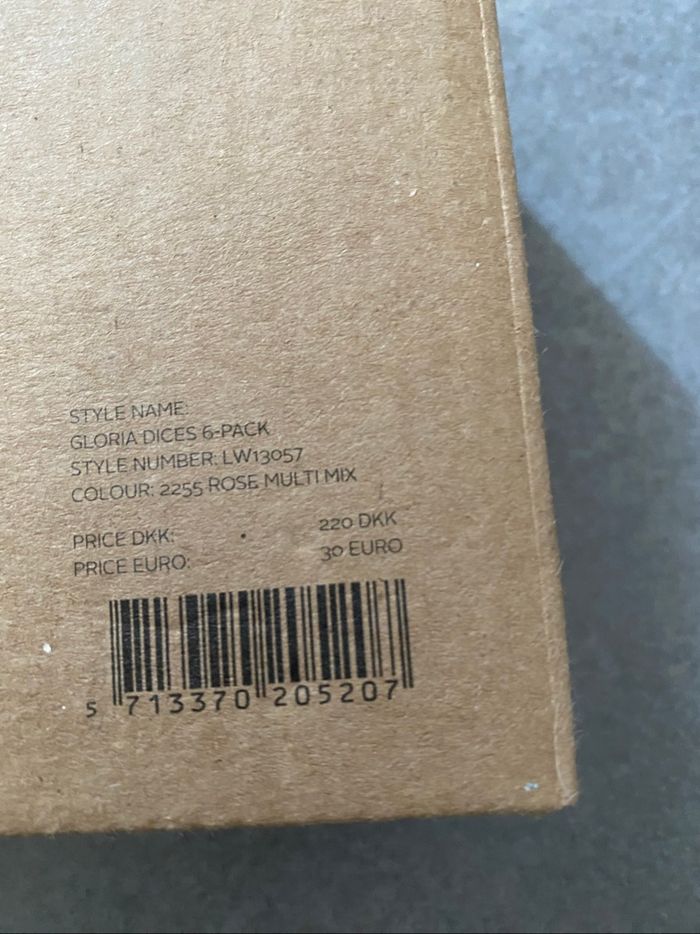 STYLE NAME:
GLORIA DICES 6-PACK
STYLE NUMBER: LW13057
COLOUR: 2255 ROSE MULTI MIX
PRICE DKK: 220 DKK
PRICE EURO: 30 EURO
5 713370 205207